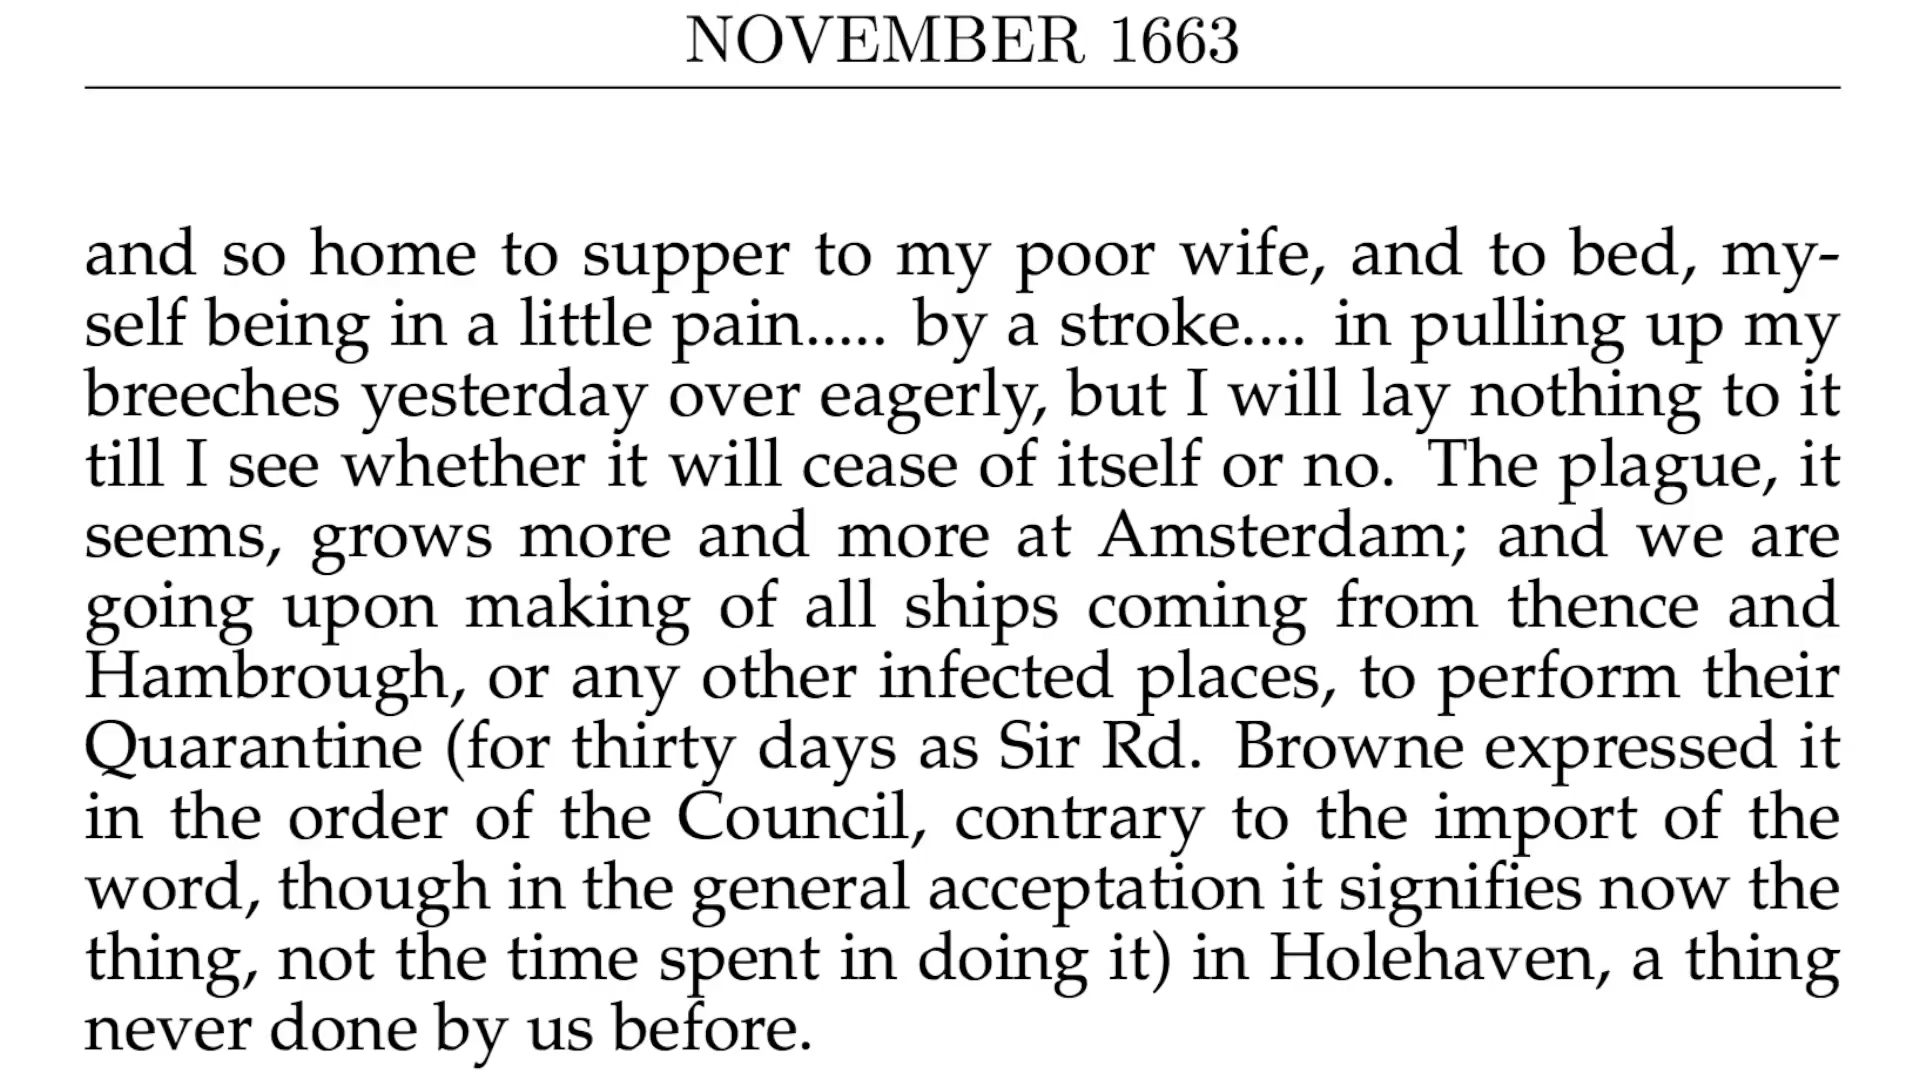 NOVEMBER 1663
and so home to supper to my poor wife, and to bed, my-
self being in a little pain..... by a stroke.... in pulling up my
breeches yesterday over eagerly, but I will lay nothing to it
till I see whether it will cease of itself or no. The plague, it
seems, grows more and more at Amsterdam; and we are
going upon making of all ships coming from thence and
Hambrough, or any other infected places, to perform their
Quarantine (for thirty days as Sir Rd. Browne expressed it
in the order of the Council, contrary to the import of the
word, though in the general acceptation it signifies now the
thing, not the time spent in doing it) in Holehaven, a thing
never done by us before.